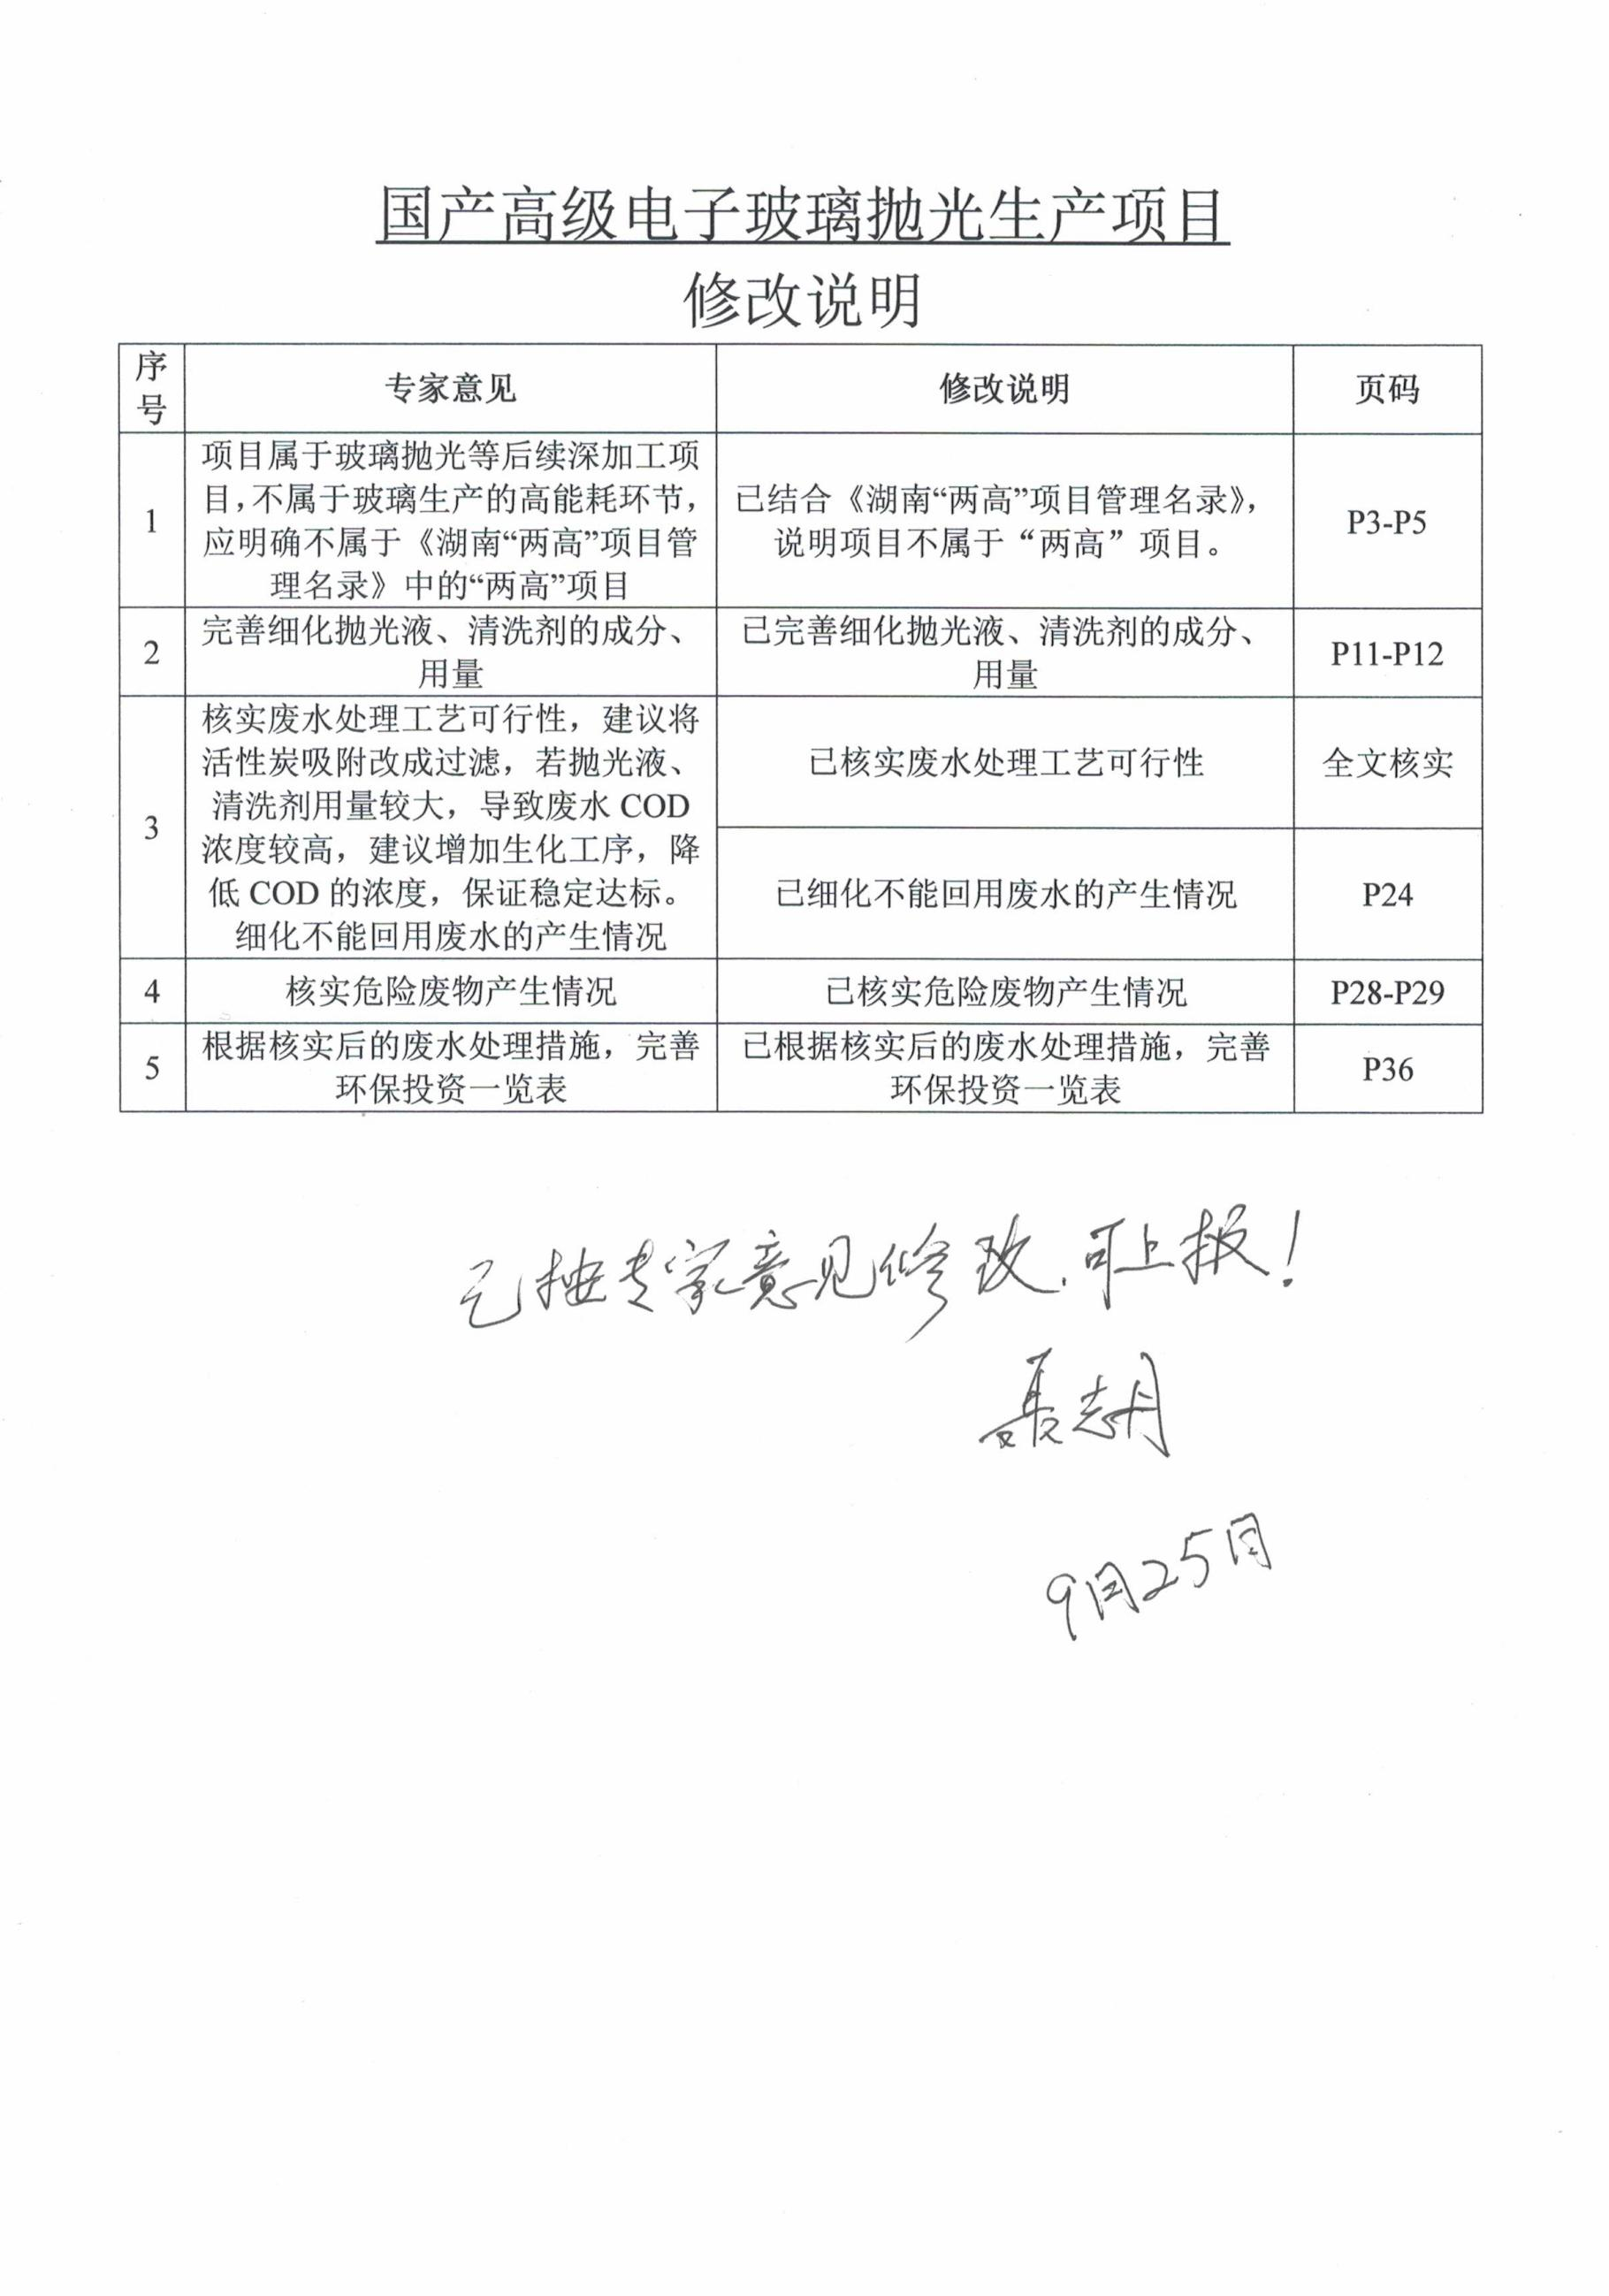 国产高级电子玻璃抛光生产项目
修改说明
序号
专家意见
修改说明
页码
1
项目属于玻璃抛光等后续深加工项
目,不属于玻璃生产的高能耗环节,
应明确不属于《湖南“两高”项目管
理名录》中的“两高”项目
已结合《湖南“两高”项目管理名录》,
说明项目不属于“两高”项目。
P3-P5
2
完善细化抛光液、清洗剂的成分、
用量
已完善细化抛光液、清洗剂的成分、
用量
P11-P12
3
核实废水处理工艺可行性，建议将
活性炭吸附改成过滤，若抛光液、
清洗剂用量较大，导致废水 COD
浓度较高，建议增加生化工序，降
低 COD 的浓度，保证稳定达标。
细化不能回用废水的产生情况
已核实废水处理工艺可行性
全文核实
已细化不能回用废水的产生情况
P24
4
核实危险废物产生情况
已核实危险废物产生情况
P28-P29
5
根据核实后的废水处理措施，完善
环保投资一览表
已根据核实后的废水处理措施，完善
环保投资一览表
P36
已按专家意见修改,可上报!
9月25日